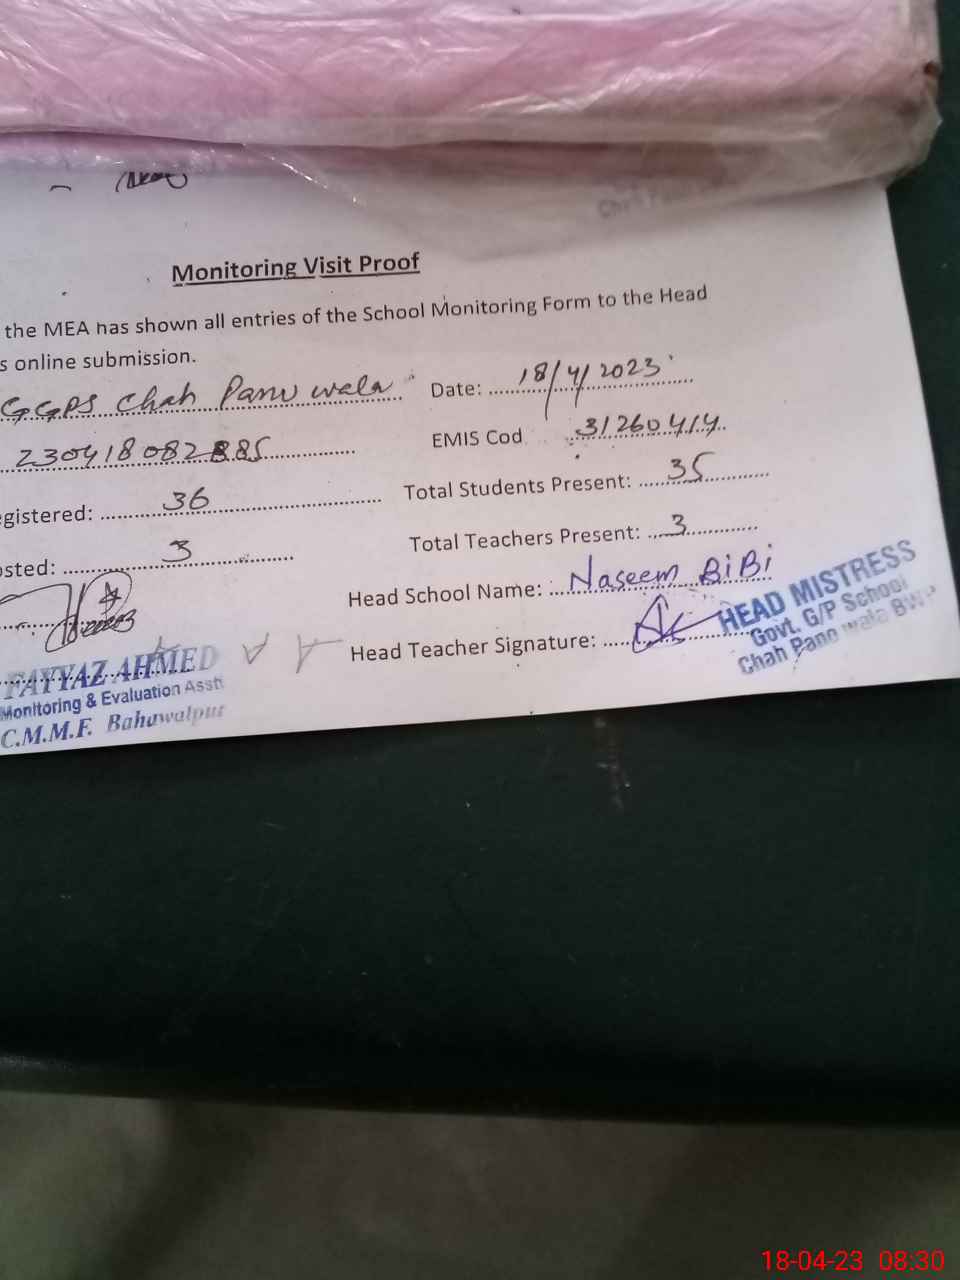 Monitoring Visit Proof
the MEA has shown all entries of the School Monitoring Form to the Head
s online submission.
GGPS Chah Panu wala Date: 18/4/2023
230418082885 EMIS Cod 31260414
egistered: 36 Total Students Present: 35
osted: 3 Total Teachers Present: 3
Head School Name: Naseem BiBi
Head Teacher Signature:
HEAD MISTRESS
Govt. G/P School
Chah Pano wala BWP
FAYYAZ AHMED
Monitoring & Evaluation Asstt
C.M.M.F. Bahawalpur
18-04-23 08:30